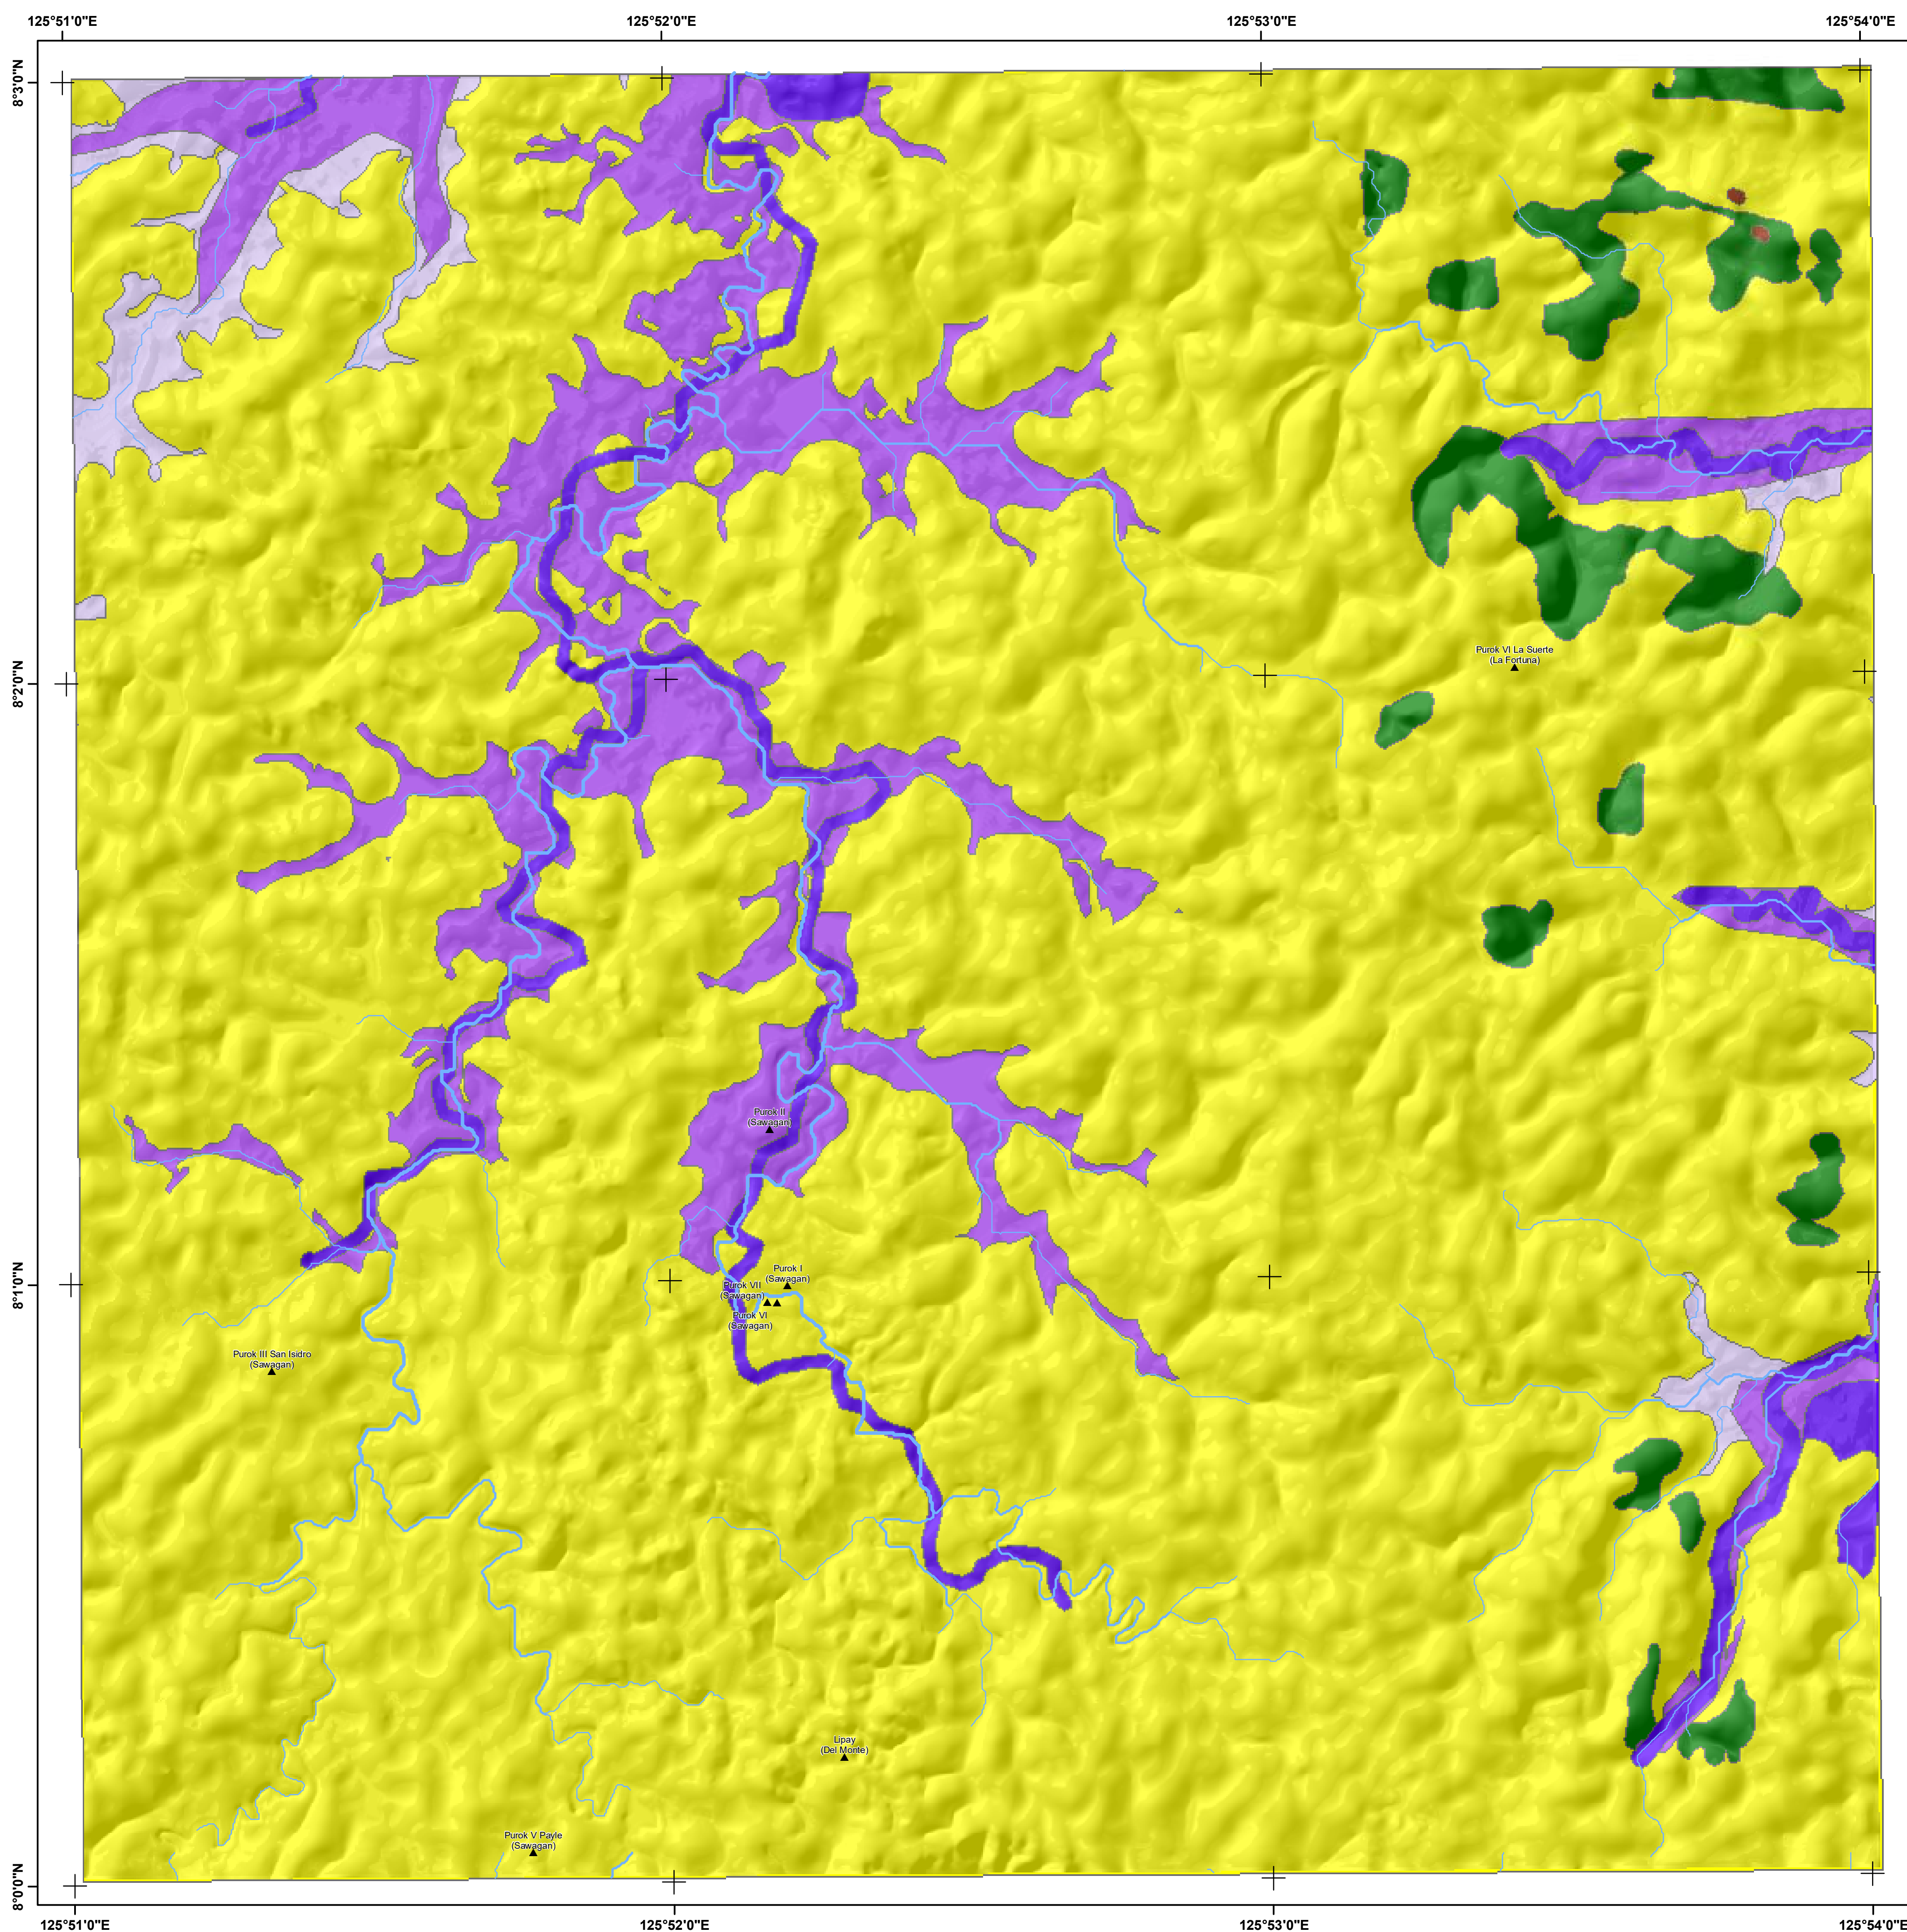 125°51'0"E 125°52'0"E 125°53'0"E 125°54'0"E
8°3'0"N
Purok VI La Suerte
(La Fortuna)
8°2'0"N
Purok II
(Sawagan)
Purok I
(Sawagan)
8°1'0"N
Purok VII
(Sawagan)
Purok VI
(Sawagan)
Purok III San Isidro
(Sawagan)
Lipay
(Del Monte)
Purok V Payle
(Sawagan)
8°0'0"N
125°51'0"E 125°52'0"E 125°53'0"E 125°54'0"E